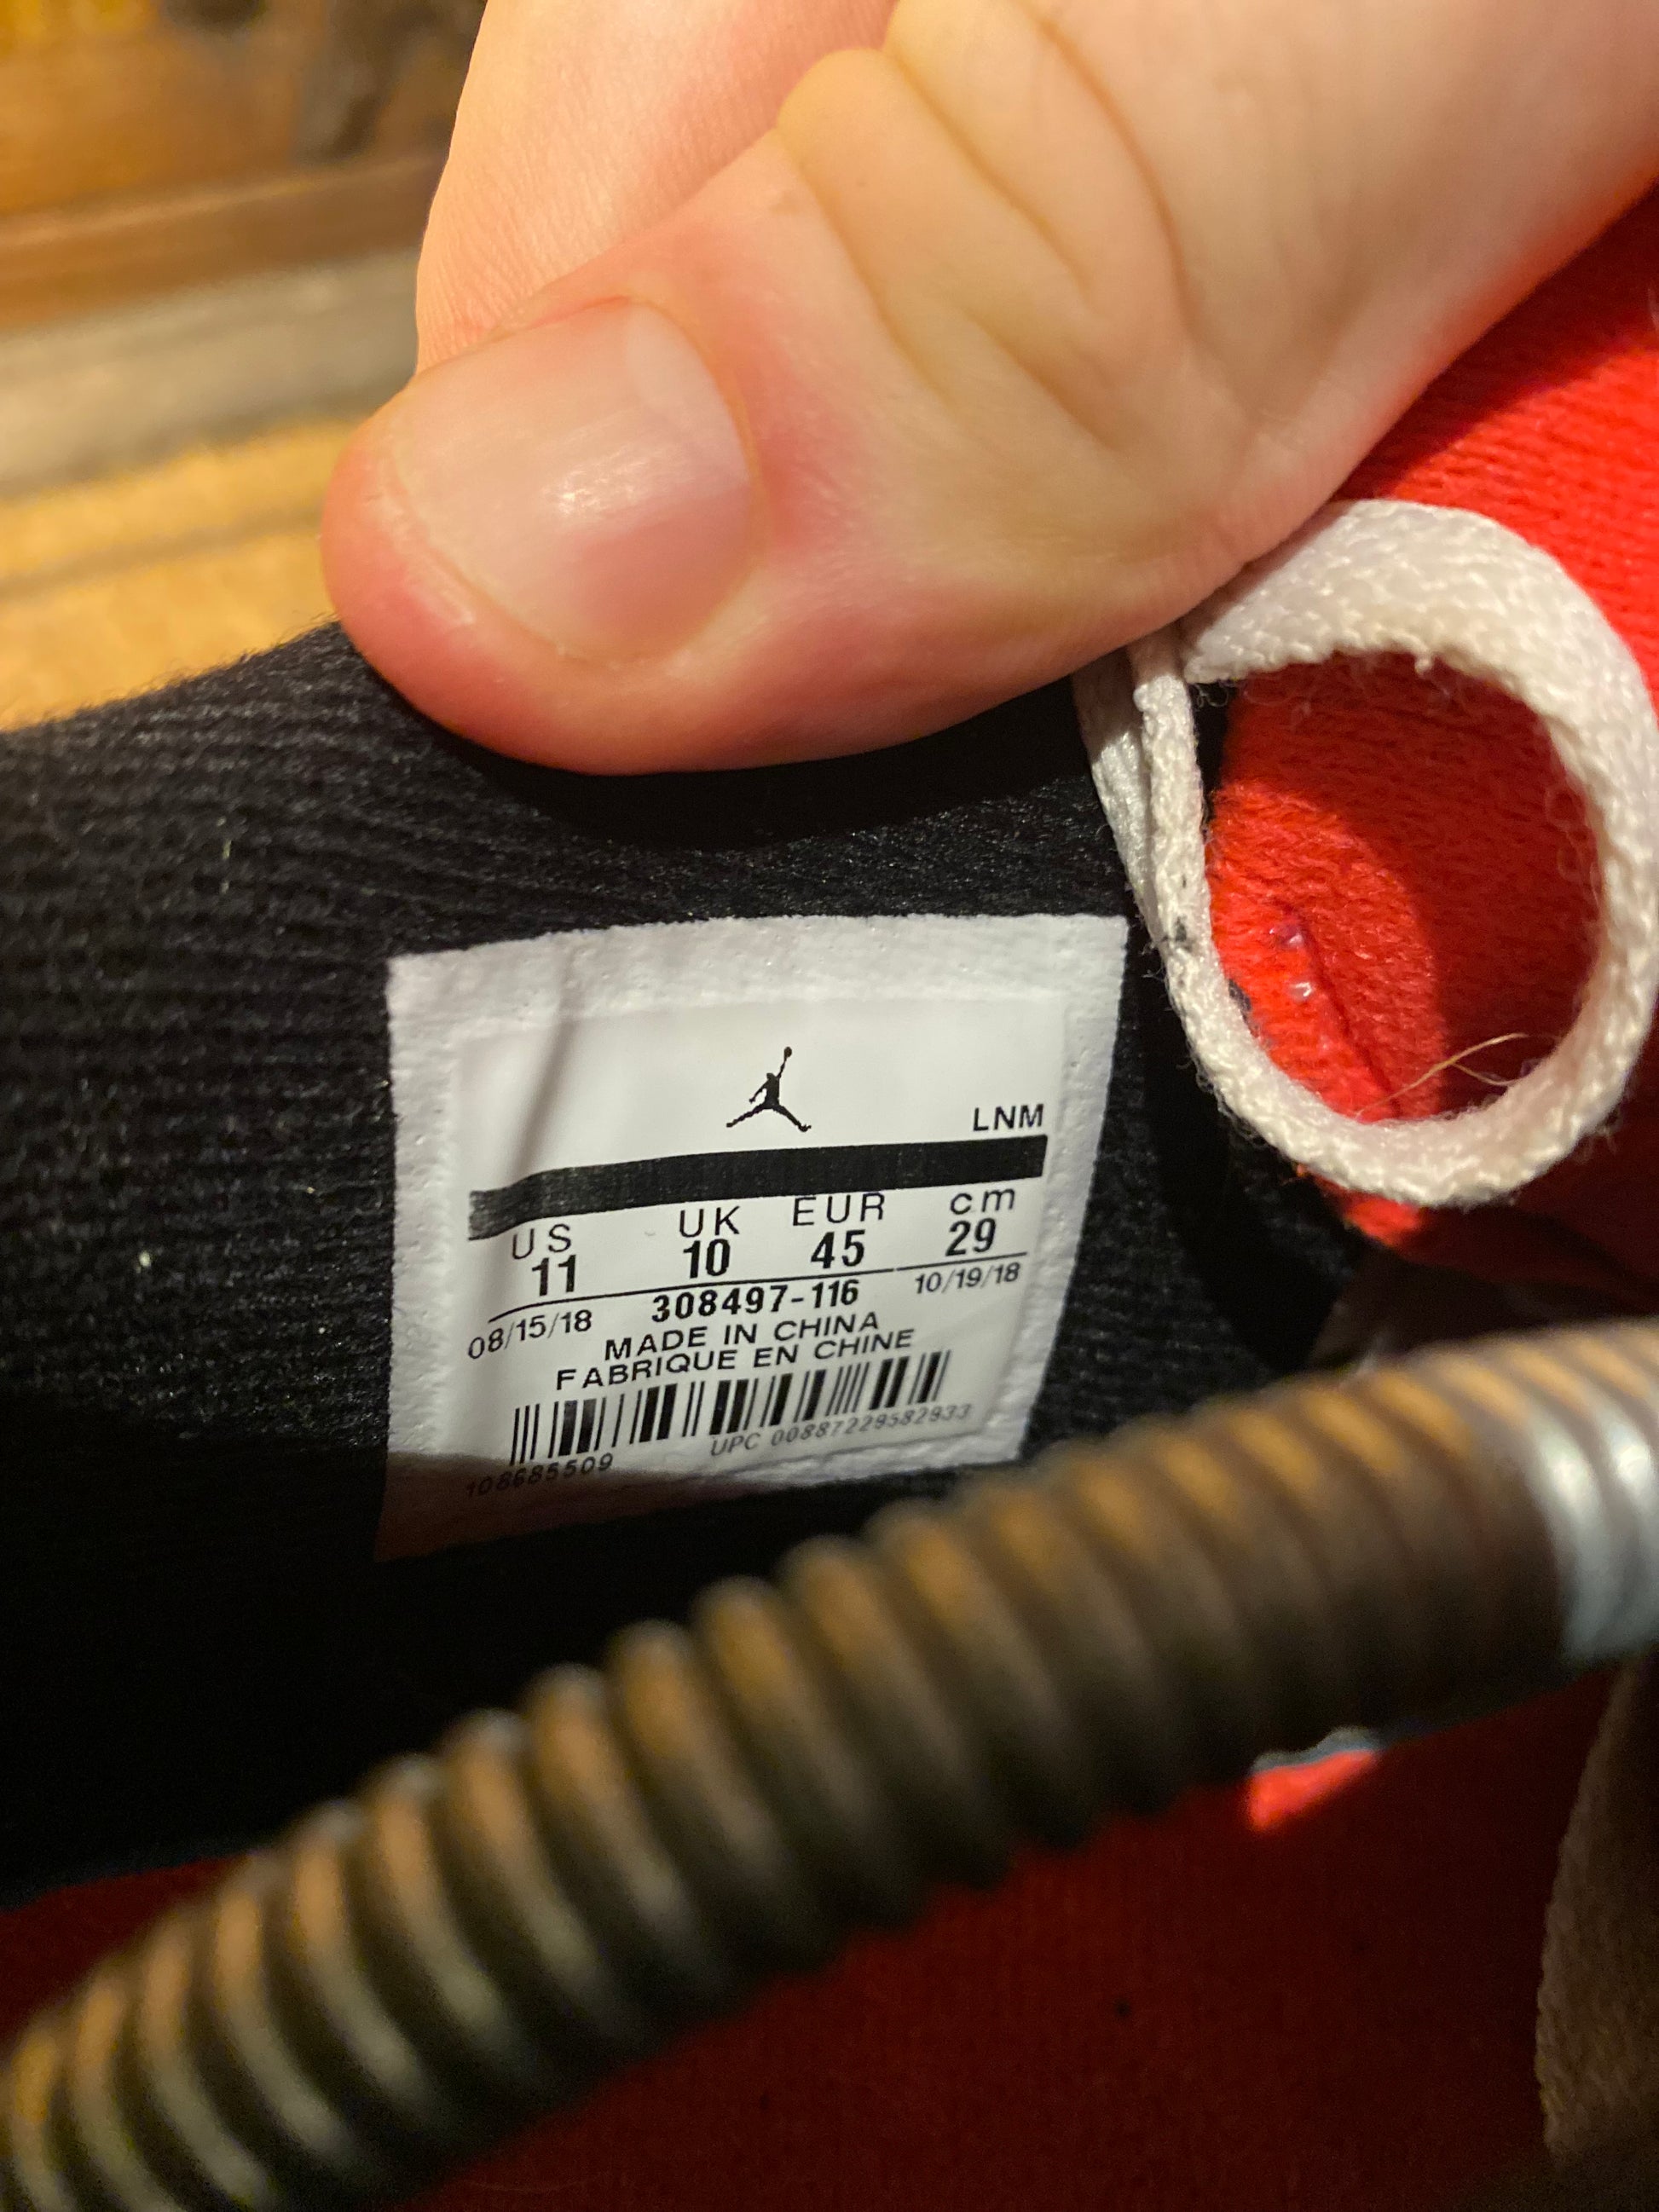 LNM
US UK EUR cm
11 10 45 29
08/15/18 308497-116 10/19/18
MADE IN CHINA
FABRIQUE EN CHINE
108685509 UPC 00887229582933